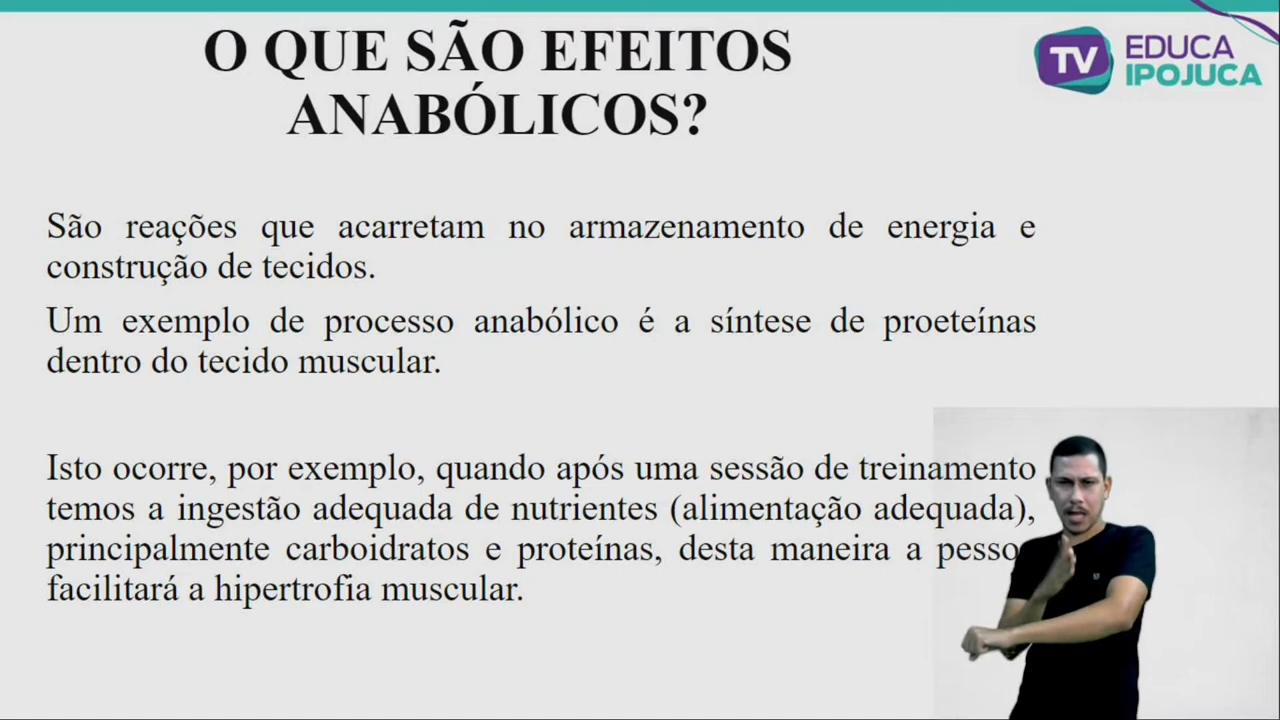 O QUE SÃO EFEITOS
ANABÓLICOS?
TV EDUCA
IPOJUCA
São reações que acarretam no armazenamento de energia e
construção de tecidos.
Um exemplo de processo anabólico é a síntese de proeteínas
dentro do tecido muscular.
Isto ocorre, por exemplo, quando após uma sessão de treinamento
temos a ingestão adequada de nutrientes (alimentação adequada),
principalmente carboidratos e proteínas, desta maneira a pesso
facilitará a hipertrofia muscular.